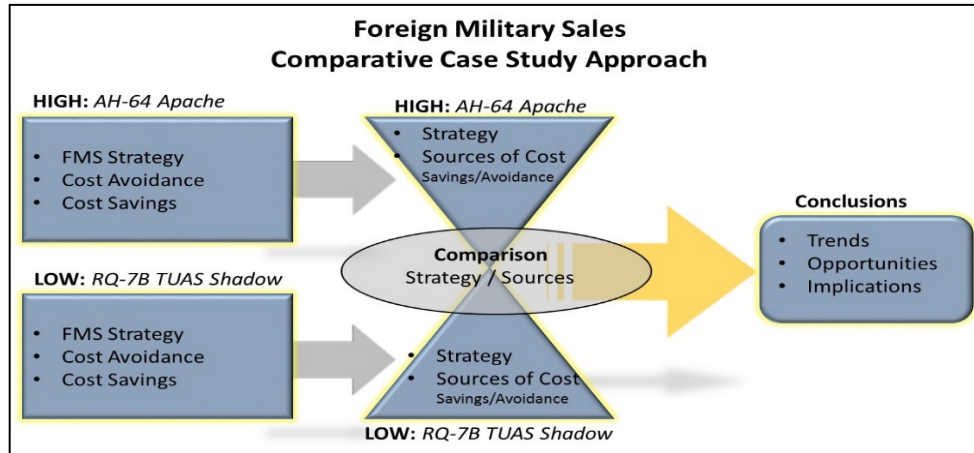 Foreign Military Sales
Comparative Case Study Approach
HIGH: AH-64 Apache
• FMS Strategy
• Cost Avoidance
• Cost Savings
HIGH: AH-64 Apache
• Strategy
• Sources of Cost
Savings/Avoidance
Comparison
Strategy / Sources
LOW: RQ-7B TUAS Shadow
• FMS Strategy
• Cost Avoidance
• Cost Savings
• Strategy
• Sources of Cost
Savings/Avoidance
LOW: RQ-7B TUAS Shadow
Conclusions
• Trends
• Opportunities
• Implications